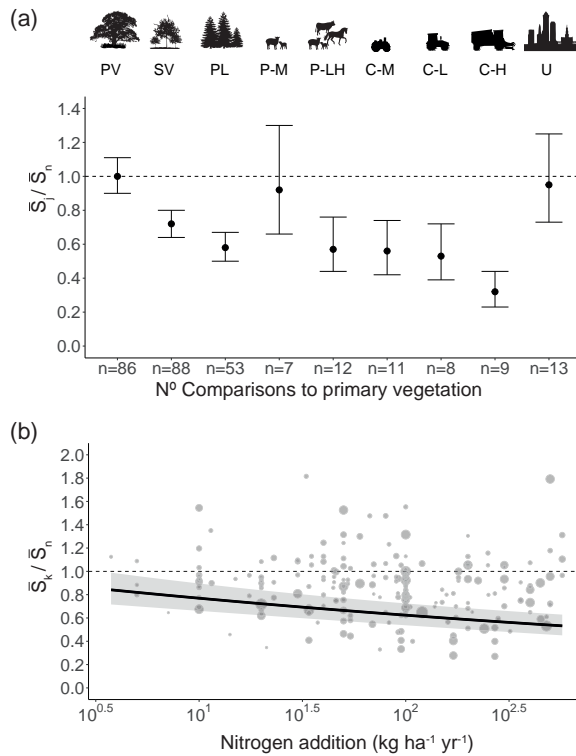 (a)
PV SV PL P-M P-LH C-M C-L C-H U
S̅j / S̅n
1.4
1.2
1.0
0.8
0.6
0.4
0.2
0.0
n=86 n=88 n=53 n=7 n=12 n=11 n=8 n=9 n=13
Nº Comparisons to primary vegetation
(b)
S̅k / S̅n
2.0
1.8
1.6
1.4
1.2
1.0
0.8
0.6
0.4
0.2
0.0
10^0.5 10^1 10^1.5 10^2 10^2.5
Nitrogen addition (kg ha⁻¹ yr⁻¹)